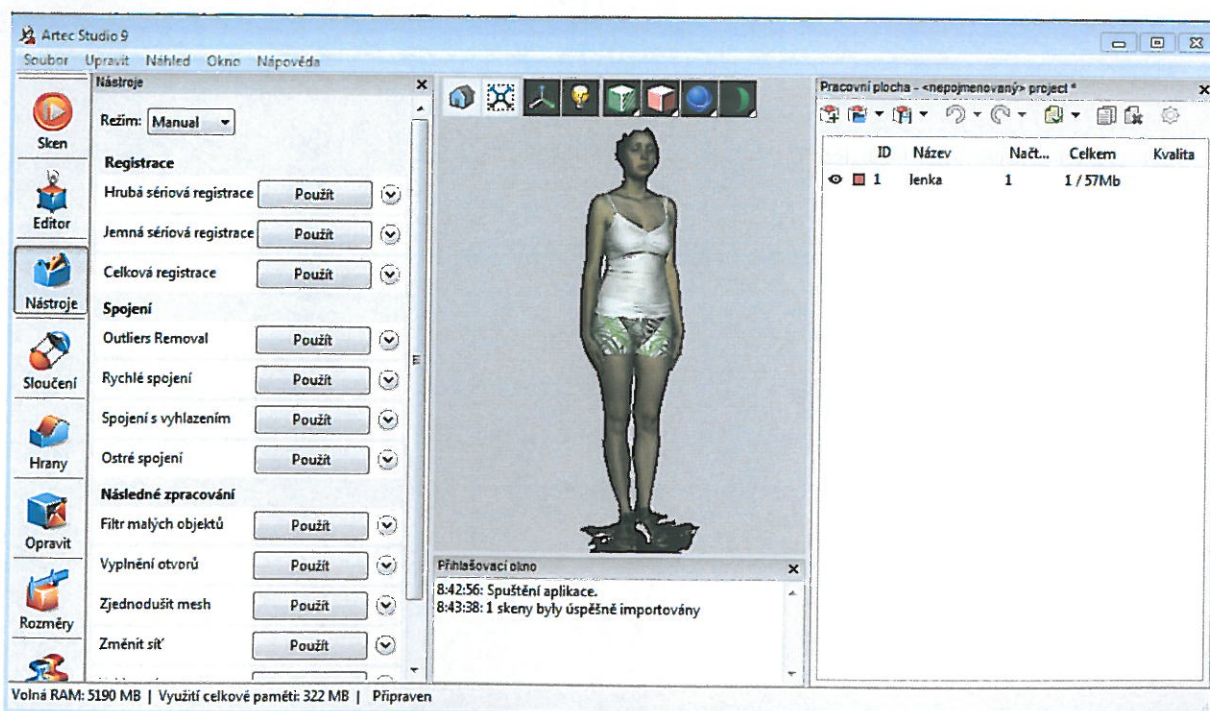 Artec Studio 9
Soubor Upravit Náhled Okno Nápověda
Sken
Editor
Nástroje
Sloučení
Hrany
Opravit
Rozměry
Nástroje
Režim: Manual
Registrace
Hrubá sériová registrace Použít
Jemná sériová registrace Použít
Celková registrace Použít
Spojení
Outliers Removal Použít
Rychlé spojení Použít
Spojení s vyhlazením Použít
Ostré spojení Použít
Následné zpracování
Filtr malých objektů Použít
Vyplnění otvorů Použít
Zjednodušit mesh Použít
Změnit síť Použít
Přihlašovací okno
8:42:56: Spuštění aplikace.
8:43:38: 1 skeny byly úspěšně importovány
Pracovní plocha - <nepojmenovaný> project *
ID Název Načt... Celkem Kvalita
1 lenka 1 1 / 57Mb
Volná RAM: 5190 MB | Využití celkové paměti: 322 MB | Připraven